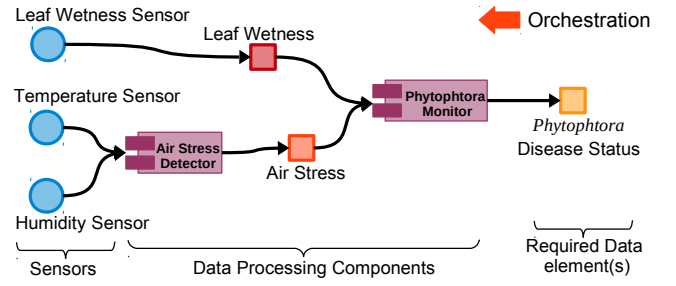 Leaf Wetness Sensor
Orchestration
Leaf Wetness
Temperature Sensor
Phytophtora
Monitor
Air Stress
Detector
Phytophtora
Disease Status
Air Stress
Humidity Sensor
Sensors
Data Processing Components
Required Data
element(s)